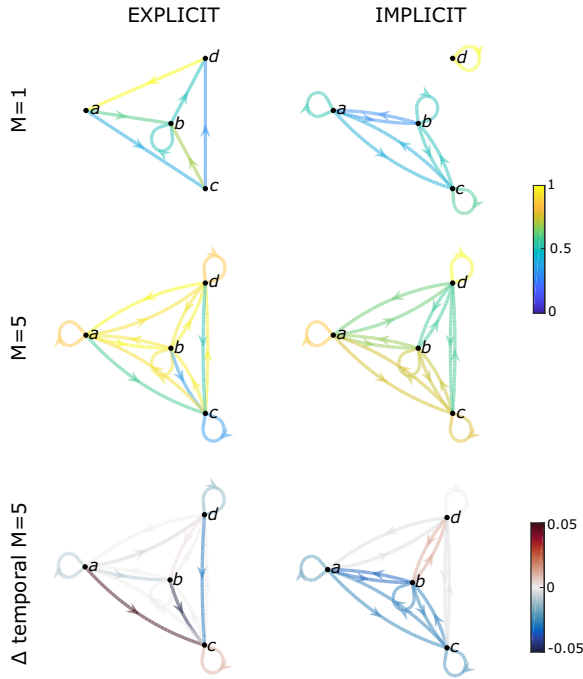 EXPLICIT IMPLICIT
M=1
a b c d
a b c d
1
0.5
0
M=5
a b c d
a b c d
Δ temporal M=5
a b c d
a b c d
0.05
0
-0.05